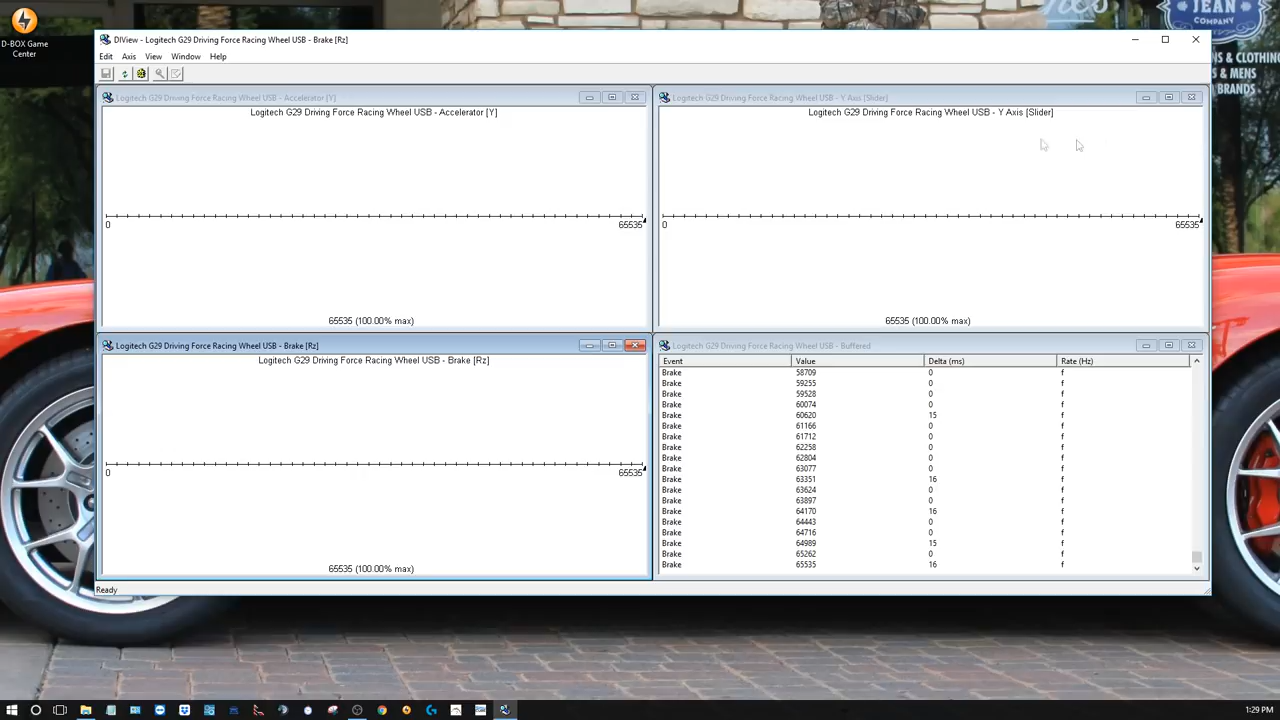 D-BOX Game
Center
DIView - Logitech G29 Driving Force Racing Wheel USB - Brake [Rz]
Edit Axis View Window Help
Logitech G29 Driving Force Racing Wheel USB - Accelerator [Y]
Logitech G29 Driving Force Racing Wheel USB - Accelerator [Y]
0 65535
65535 (100.00% max)
Logitech G29 Driving Force Racing Wheel USB - Y Axis [Slider]
Logitech G29 Driving Force Racing Wheel USB - Y Axis [Slider]
0 65535
65535 (100.00% max)
Logitech G29 Driving Force Racing Wheel USB - Brake [Rz]
Logitech G29 Driving Force Racing Wheel USB - Brake [Rz]
0 65535
65535 (100.00% max)
Logitech G29 Driving Force Racing Wheel USB - Buffered
Event Value Delta (ms) Rate (Hz)
Brake 58709 0 f
Brake 59255 0 f
Brake 59528 0 f
Brake 60074 0 f
Brake 60620 15 f
Brake 61166 0 f
Brake 61712 0 f
Brake 62258 0 f
Brake 62804 0 f
Brake 63077 0 f
Brake 63351 16 f
Brake 63624 0 f
Brake 63897 0 f
Brake 64170 16 f
Brake 64443 0 f
Brake 64716 0 f
Brake 64989 15 f
Brake 65262 0 f
Brake 65535 16 f
Ready
JEAN
COMPANY
& CLOTHING
& MENS
BRANDS
1:29 PM